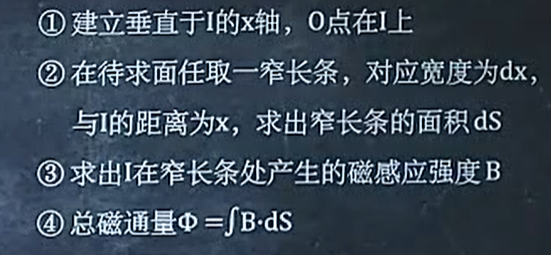 ① 建立垂直于I的x轴，O点在I上
② 在待求面任取一窄长条，对应宽度为dx，
与I的距离为x，求出窄长条的面积dS
③ 求出I在窄长条处产生的磁感应强度B
④ 总磁通量Φ=∫B·dS